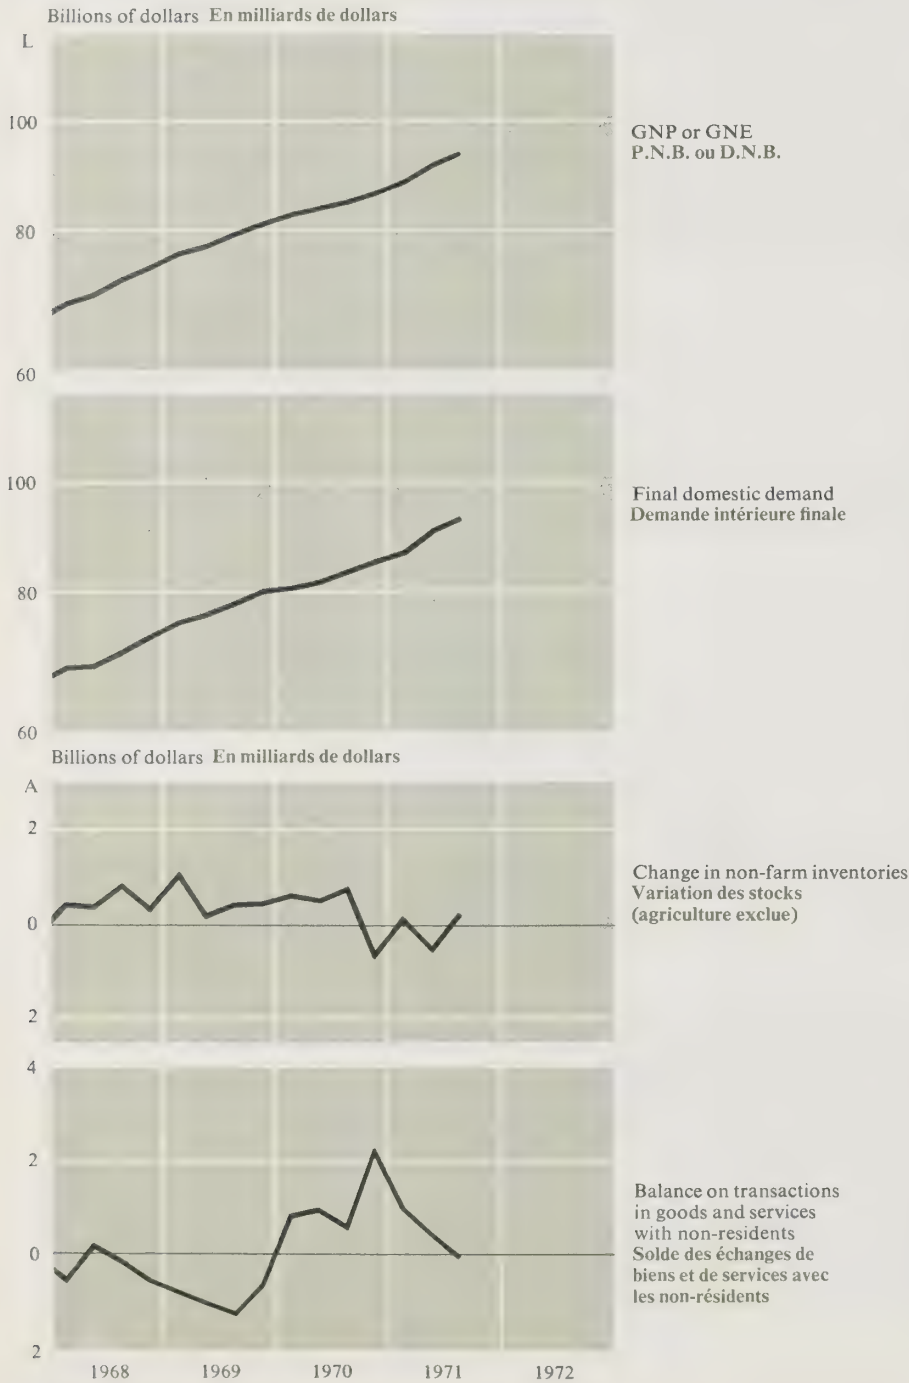 Billions of dollars En milliards de dollars
L
100
80
60
GNP or GNE
P.N.B. ou D.N.B.
100
80
60
Final domestic demand
Demande intérieure finale
Billions of dollars En milliards de dollars
A
2
0
2
Change in non-farm inventories
Variation des stocks
(agriculture exclue)
4
2
0
2
Balance on transactions
in goods and services
with non-residents
Solde des échanges de
biens et de services avec
les non-résidents
1968 1969 1970 1971 1972